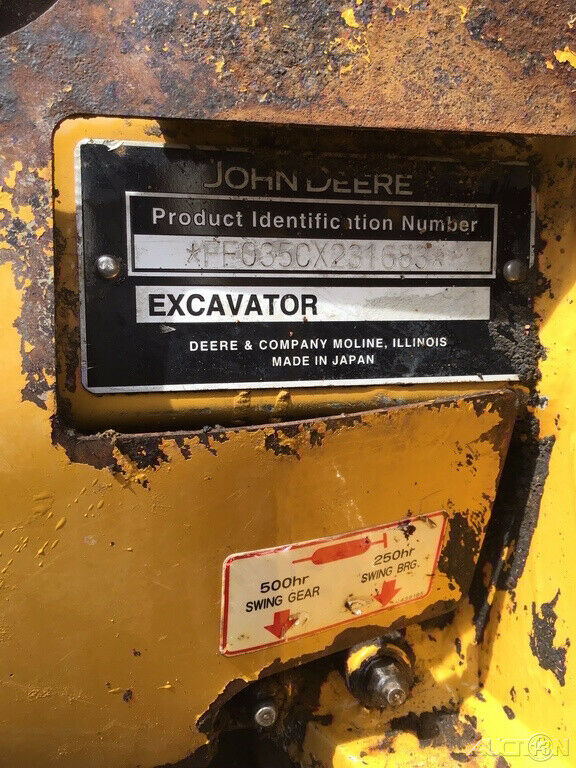 JOHN DEERE
Product Identification Number
*FF035CX231683*
EXCAVATOR
DEERE & COMPANY MOLINE, ILLINOIS
MADE IN JAPAN
500hr
SWING GEAR
250hr
SWING BRG.